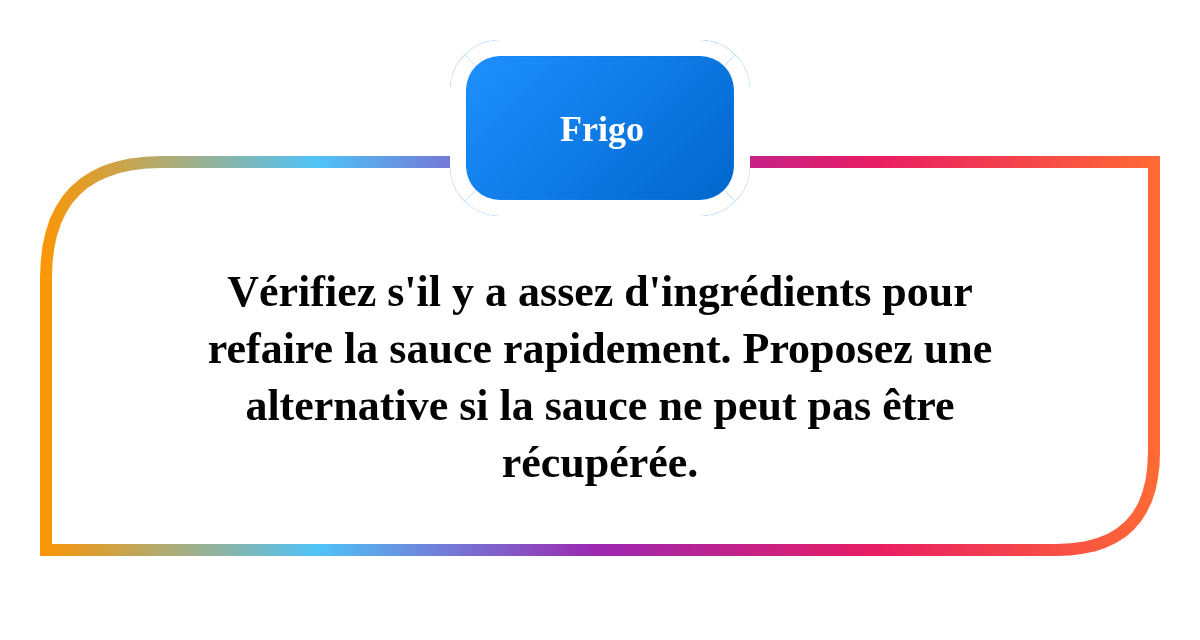 Frigo
Vérifiez s'il y a assez d'ingrédients pour
refaire la sauce rapidement. Proposez une
alternative si la sauce ne peut pas être
récupérée.